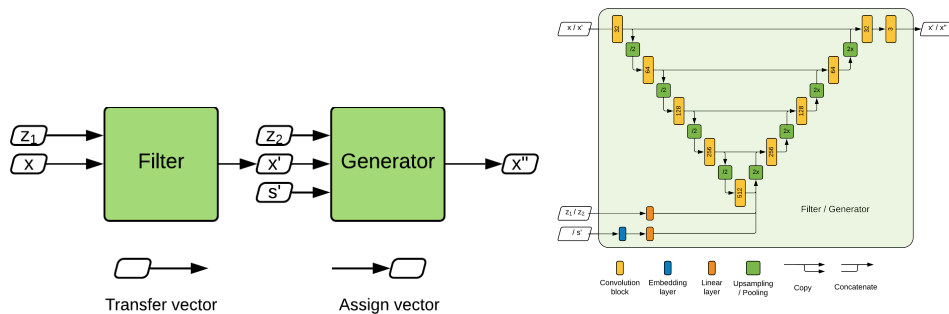 z1
x
Filter
z2
x'
s'
Generator
x"
Transfer vector
Assign vector
x / x'
32
/2
64
/2
128
/2
256
/2
512
2x
256
2x
128
2x
64
2x
32
3
x' / x"
z1 / z2
/ s'
Filter / Generator
Convolution
block
Embedding
layer
Linear
layer
Upsampling
/ Pooling
Copy
Concatenate